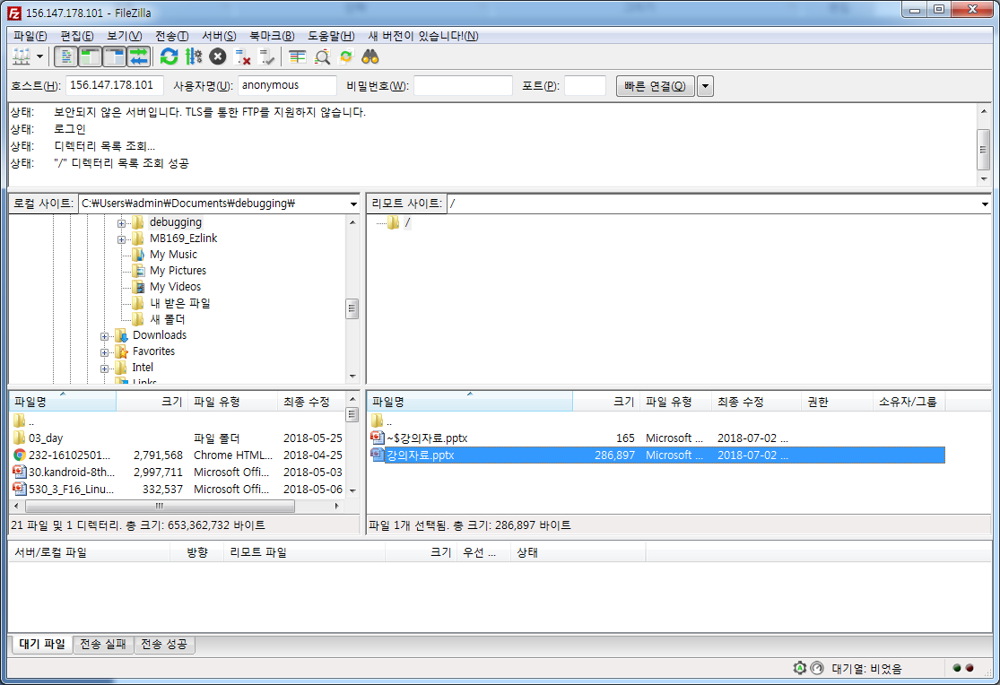 156.147.178.101 - FileZilla
파일(F) 편집(E) 보기(V) 전송(T) 서버(S) 북마크(B) 도움말(H) 새 버전이 있습니다!(N)
호스트(H): 156.147.178.101 사용자명(U): anonymous 비밀번호(W): 포트(P): 빠른 연결(Q)
상태: 보안되지 않은 서버입니다. TLS를 통한 FTP를 지원하지 않습니다.
상태: 로그인
상태: 디렉터리 목록 조회...
상태: "/" 디렉터리 목록 조회 성공
로컬 사이트: C:₩Users₩admin₩Documents₩debugging₩
debugging
MB169_Ezlink
My Music
My Pictures
My Videos
내 받은 파일
새 폴더
Downloads
Favorites
Intel
Links
리모트 사이트: /
/
파일명 크기 파일 유형 최종 수정
..
03_day 파일 폴더 2018-05-25
232-16102501... 2,791,568 Chrome HTML... 2018-04-25
30.kandroid-8th... 2,997,711 Microsoft Offi... 2018-05-03
530_3_F16_Linu... 332,537 Microsoft Offi... 2018-05-06
21 파일 및 1 디렉터리. 총 크기: 653,362,732 바이트
파일명 크기 파일 유형 최종 수정 권한 소유자/그룹
..
~$강의자료.pptx 165 Microsoft ... 2018-07-02 ...
강의자료.pptx 286,897 Microsoft ... 2018-07-02 ...
파일 1개 선택됨. 총 크기: 286,897 바이트
서버/로컬 파일 방향 리모트 파일 크기 우선 ... 상태
대기 파일 전송 실패 전송 성공
대기열: 비었음